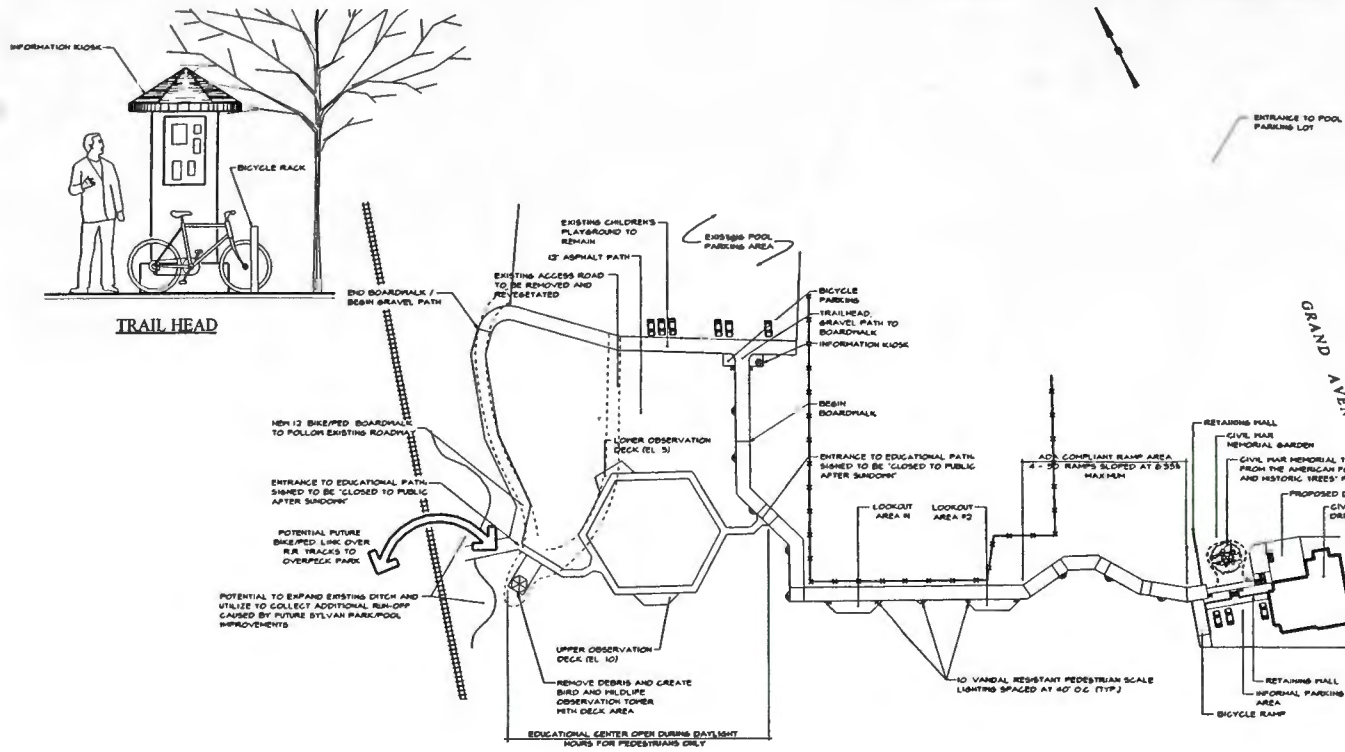 INFORMATION KIOSK
BICYCLE RACK
TRAIL HEAD
ENTRANCE TO POOL
PARKING LOT
EXISTING CHILDREN'S
PLAYGROUND TO
REMAIN
EXISTING POOL
PARKING AREA
12' ASPHALT PATH
EXISTING ACCESS ROAD
TO BE REMOVED AND
REVEGETATED
END BOARDWALK /
BEGIN GRAVEL PATH
BICYCLE
PARKING
TRAILHEAD,
GRAVEL PATH TO
BOARDWALK
INFORMATION KIOSK
GRAND AVEN
BEGIN
BOARDWALK
NEW 12' BIKE/PED BOARDWALK
TO FOLLOW EXISTING ROADWAY
LOWER OBSERVATION
DECK (EL. 5)
ENTRANCE TO EDUCATIONAL PATH,
SIGNED TO BE "CLOSED TO PUBLIC
AFTER SUNDOWN"
ENTRANCE TO EDUCATIONAL PATH,
SIGNED TO BE "CLOSED TO PUBLIC
AFTER SUNDOWN"
RETAINING WALL
CIVIL WAR
MEMORIAL GARDEN
CIVIL WAR MEMORIAL T
FROM THE AMERICAN F
AND HISTORIC TREES' P
PROPOSED
ADA COMPLIANT RAMP AREA
RAMPS SLOPED AT
MAXIMUM
LOOKOUT
AREA #1
LOOKOUT
AREA #2
POTENTIAL FUTURE
BIKE/PED LINK OVER
R.R. TRACKS TO
OVERPECK PARK
POTENTIAL TO EXPAND EXISTING DITCH AND
UTILIZE TO COLLECT ADDITIONAL RUN-OFF
CAUSED BY FUTURE SYLVAN PARK/POOL
IMPROVEMENTS
UPPER OBSERVATION
DECK (EL. 10)
REMOVE DEBRIS AND CREATE
BIRD AND WILDLIFE
OBSERVATION TOWER
WITH DECK AREA
10' VANDAL RESISTANT PEDESTRIAN SCALE
LIGHTING SPACED AT 40' O.C. (TYP.)
RETAINING WALL
INFORMAL PARKING
AREA
BICYCLE RAMP
EDUCATIONAL CENTER OPEN DURING DAYLIGHT
HOURS FOR PEDESTRIANS ONLY